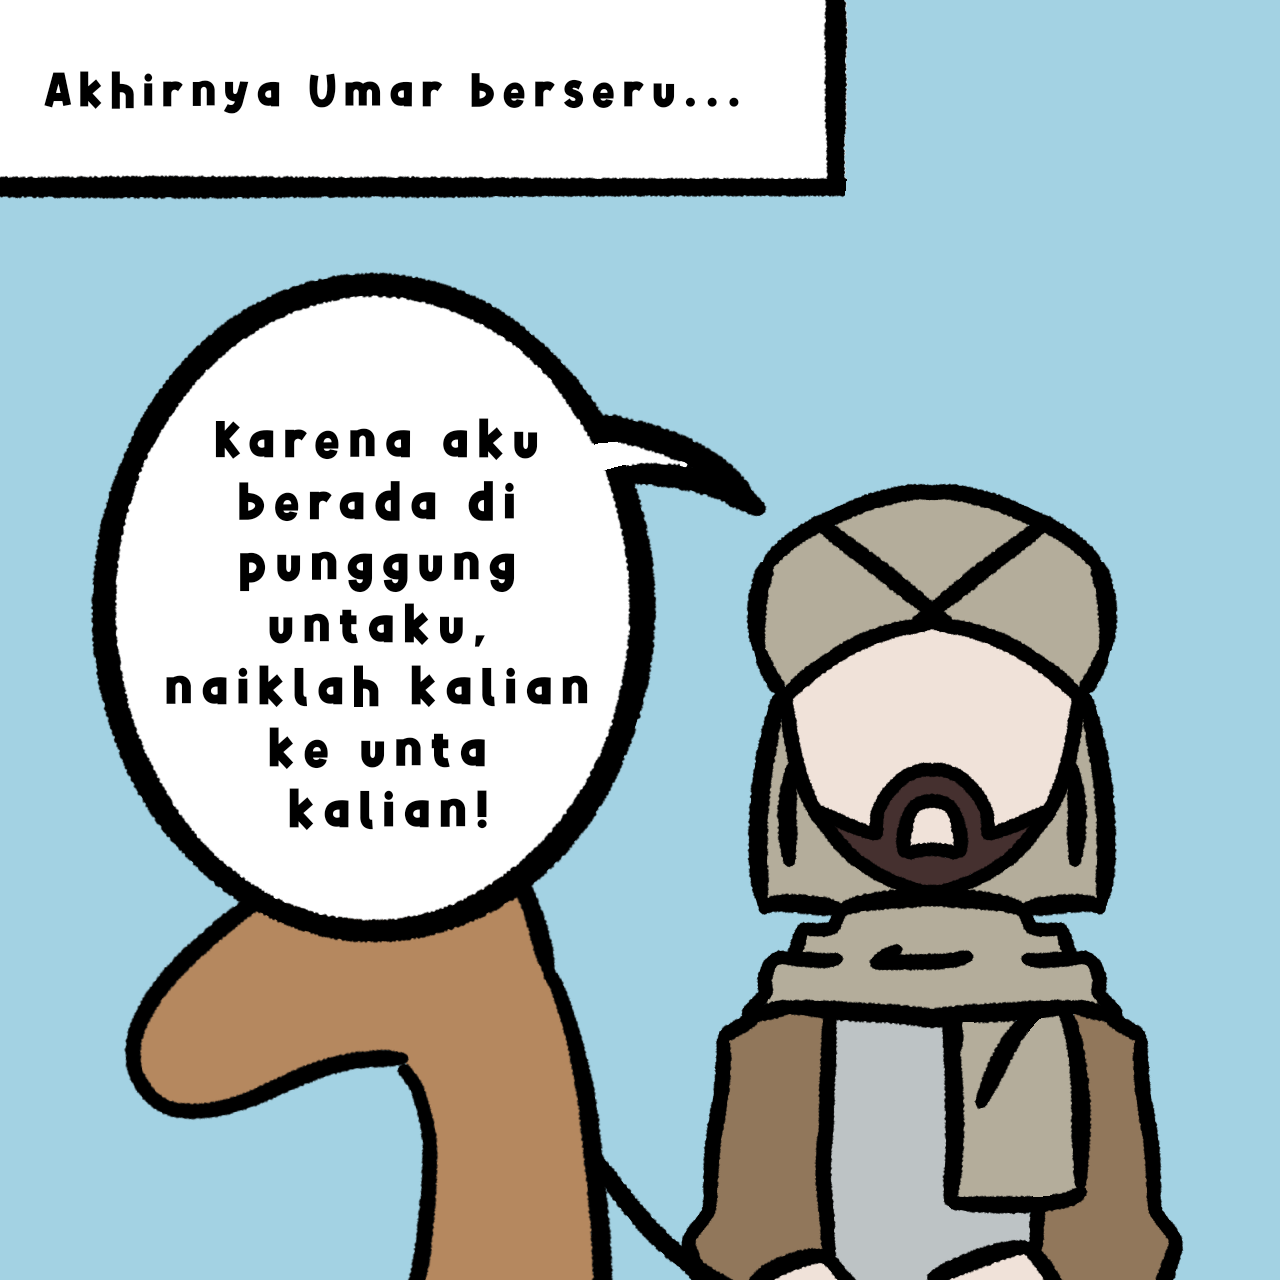 Akhirnya Umar berseru...
Karena aku
berada di
punggung
untaku,
naiklah kalian
ke unta
kalian!